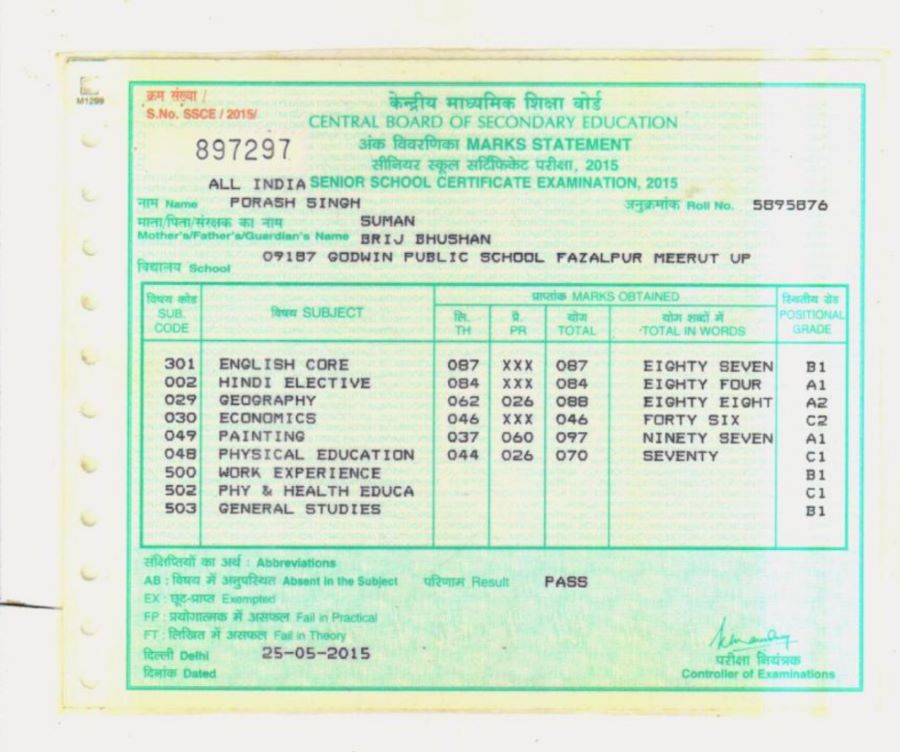 M1299
क्रम संख्या /
S.No. SSCE / 2015/
897297
केन्द्रीय माध्यमिक शिक्षा बोर्ड
CENTRAL BOARD OF SECONDARY EDUCATION
अंक विवरणिका MARKS STATEMENT
सीनियर स्कूल सर्टिफिकेट परीक्षा, 2015
ALL INDIA SENIOR SCHOOL CERTIFICATE EXAMINATION, 2015
नाम Name PORASH SINGH अनुक्रमांक Roll No. 5895876
माता/पिता/संरक्षक का नाम SUMAN
Mother's/Father's/Guardian's Name BRIJ BHUSHAN
विद्यालय School 09187 GODWIN PUBLIC SCHOOL FAZALPUR MEERUT UP
विषय कोड SUB. CODE विषय SUBJECT प्राप्तांक MARKS OBTAINED स्थितीय ग्रेड POSITIONAL GRADE
लि. TH प्रै. PR योग TOTAL योग शब्दों में TOTAL IN WORDS
301 ENGLISH CORE 087 XXX 087 EIGHTY SEVEN B1
002 HINDI ELECTIVE 084 XXX 084 EIGHTY FOUR A1
029 GEOGRAPHY 062 026 088 EIGHTY EIGHT A2
030 ECONOMICS 046 XXX 046 FORTY SIX C2
049 PAINTING 037 060 097 NINETY SEVEN A1
048 PHYSICAL EDUCATION 044 026 070 SEVENTY C1
500 WORK EXPERIENCE B1
502 PHY & HEALTH EDUCA C1
503 GENERAL STUDIES B1
संक्षिप्तियों का अर्थ : Abbreviations
AB : विषय में अनुपस्थित Absent in the Subject परिणाम Result PASS
EX : छूट-प्राप्त Exempted
FP : प्रयोगात्मक में असफल Fail in Practical
FT : लिखित में असफल Fail in Theory
दिल्ली Delhi 25-05-2015
दिनांक Dated
परीक्षा नियंत्रक
Controller of Examinations